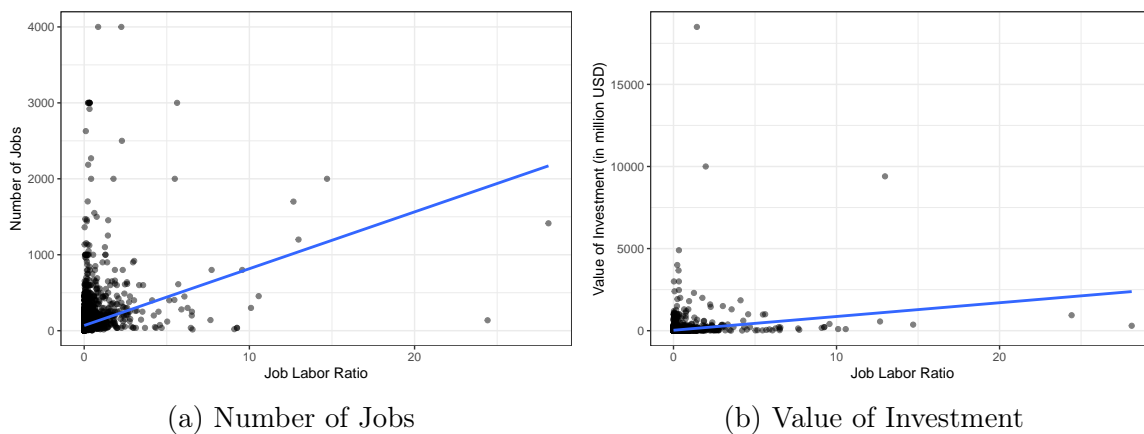 4000
3000
2000
1000
0
Number of Jobs
0
10
20
Job Labor Ratio
(a) Number of Jobs
15000
10000
5000
0
Value of Investment (in million USD)
0
10
20
Job Labor Ratio
(b) Value of Investment